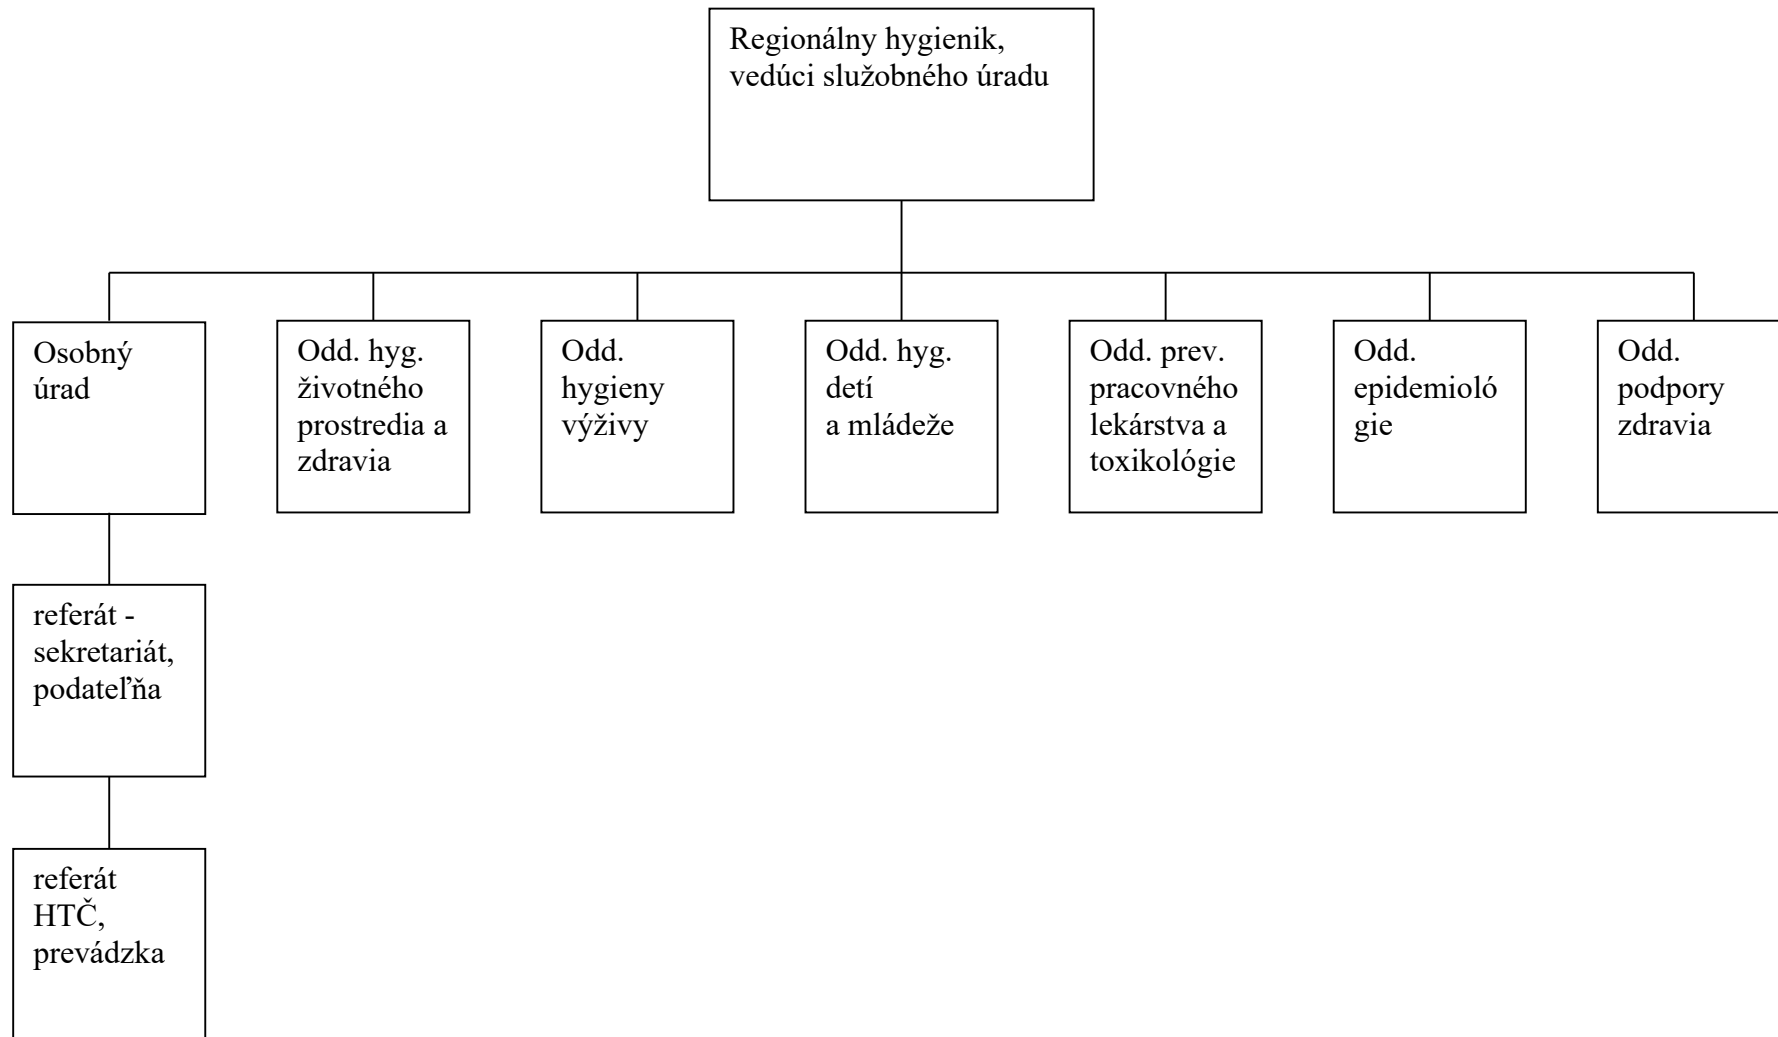 Regionálny hygienik,
vedúci služobného úradu
Osobný
úrad
Odd. hyg.
životného
prostredia a
zdravia
Odd.
hygieny
výživy
Odd. hyg.
detí
a mládeže
Odd. prev.
pracovného
lekárstva a
toxikológie
Odd.
epidemioló
gie
Odd.
podpory
zdravia
referát -
sekretariát,
podateľňa
referát
HTČ,
prevádzka